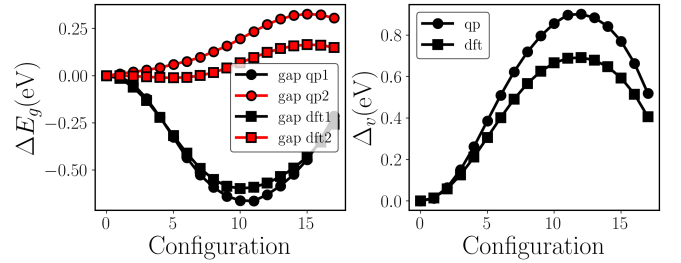 ΔE_g(eV)
0.25
0.00
−0.25
−0.50
gap qp1
gap qp2
gap dft1
gap dft2
0 5 10 15
Configuration
Δ_v(eV)
0.8
0.6
0.4
0.2
0.0
qp
dft
0 5 10 15
Configuration